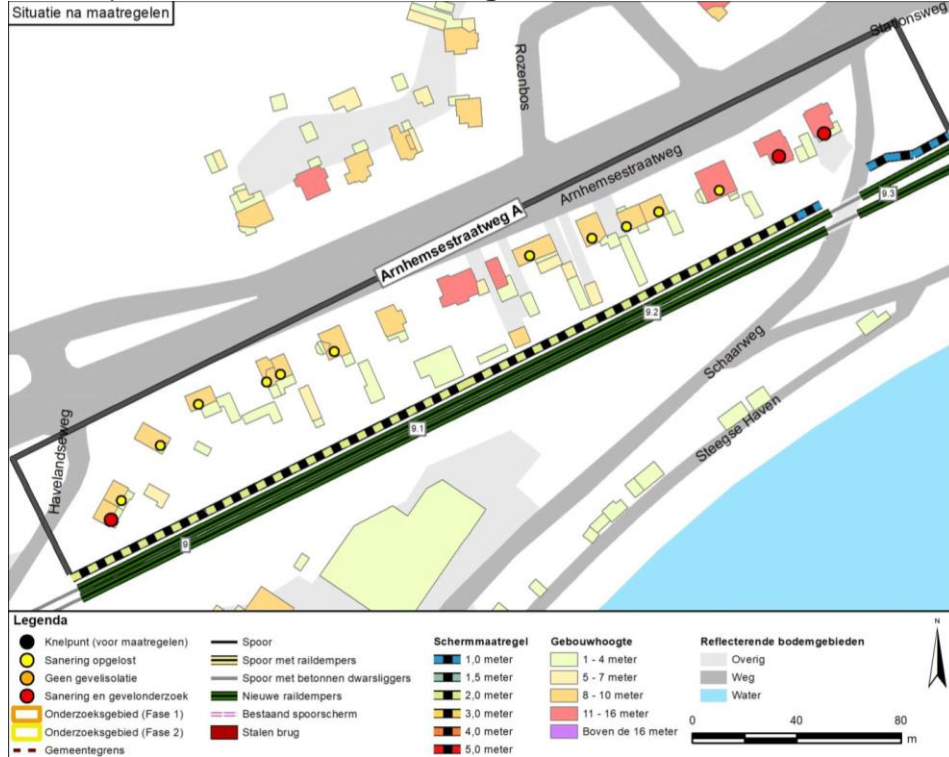 Situatie na maatregelen
Stationsweg
Rozenbos
Arnhemsestraatweg
Arnhemsestraatweg A
9.3
9.2
Schaarweg
Havelandseweg
9.1
Steegse Haven
9
Legenda
Knelpunt (voor maatregelen)
Sanering opgelost
Geen gevelisolatie
Sanering en gevelonderzoek
Onderzoeksgebied (Fase 1)
Onderzoeksgebied (Fase 2)
Gemeentegrens
Spoor
Spoor met raildempers
Spoor met betonnen dwarsliggers
Nieuwe raildempers
Bestaand spoorscherm
Stalen brug
Schermmaatregel
1,0 meter
1,5 meter
2,0 meter
3,0 meter
4,0 meter
5,0 meter
Gebouwhoogte
1 - 4 meter
5 - 7 meter
8 - 10 meter
11 - 16 meter
Boven de 16 meter
Reflecterende bodemgebieden
Overig
Weg
Water
N
0 40 80
m